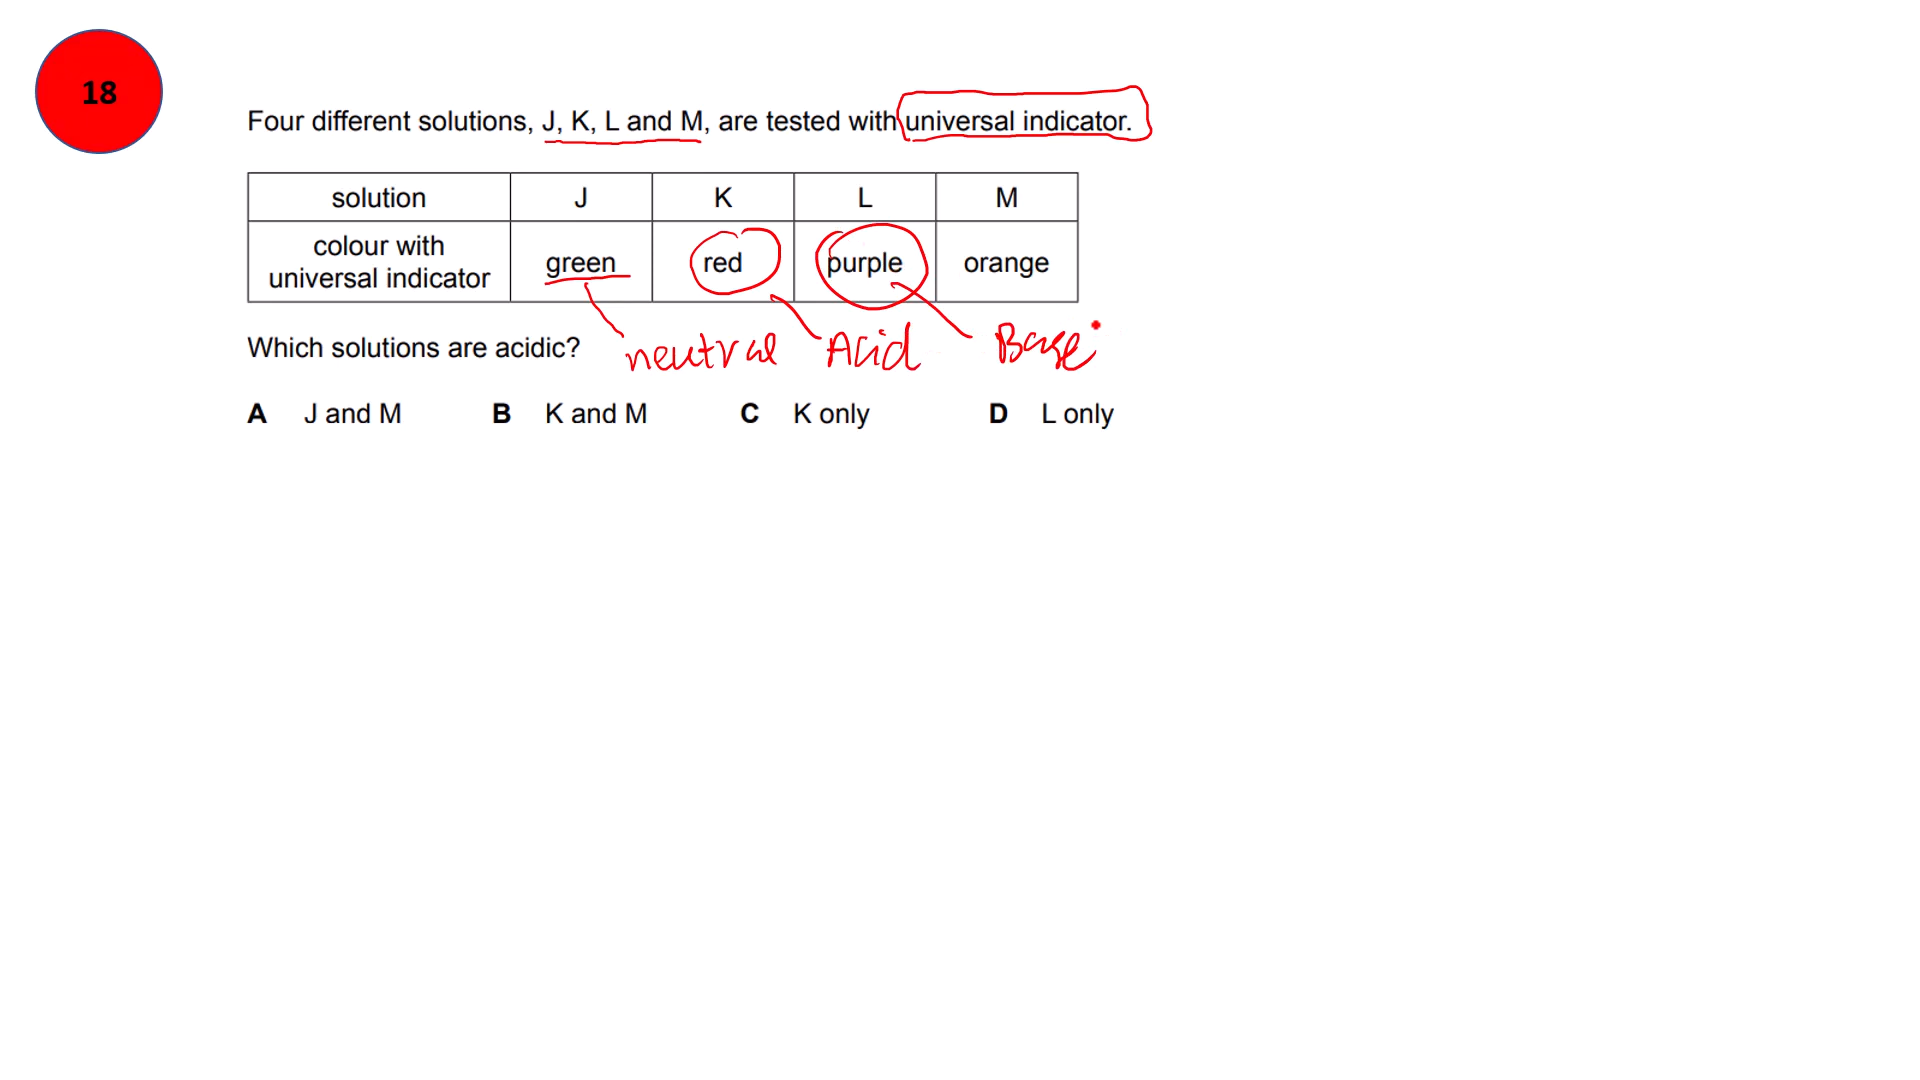 18
Four different solutions, J, K, L and M, are tested with universal indicator.
solution J K L M
colour with universal indicator green red purple orange
Which solutions are acidic? neutral Acid Base
A J and M B K and M C K only D L only